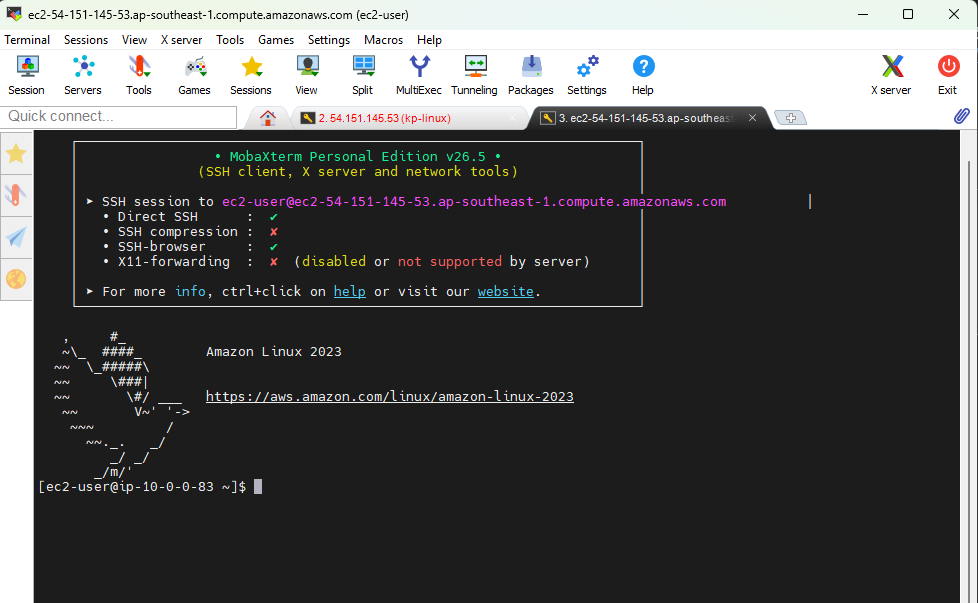 ec2-54-151-145-53.ap-southeast-1.compute.amazonaws.com (ec2-user)
Terminal Sessions View X server Tools Games Settings Macros Help
Session Servers Tools Games Sessions View Split MultiExec Tunneling Packages Settings Help X server Exit
Quick connect...
2. 54.151.145.53 (kp-linux)
3. ec2-54-151-145-53.ap-southeas
• MobaXterm Personal Edition v26.5 •
(SSH client, X server and network tools)
➤ SSH session to ec2-user@ec2-54-151-145-53.ap-southeast-1.compute.amazonaws.com
• Direct SSH : ✔
• SSH compression : ✘
• SSH-browser : ✔
• X11-forwarding : ✘ (disabled or not supported by server)
➤ For more info, ctrl+click on help or visit our website.
   ,     #_
   ~\_  ####_        Amazon Linux 2023
  ~~  \_#####\
  ~~     \###|
  ~~       \#/ ___   https://aws.amazon.com/linux/amazon-linux-2023
   ~~       V~' '->
    ~~~         /
      ~~._.   _/
         _/ _/
       _/m/'
[ec2-user@ip-10-0-0-83 ~]$